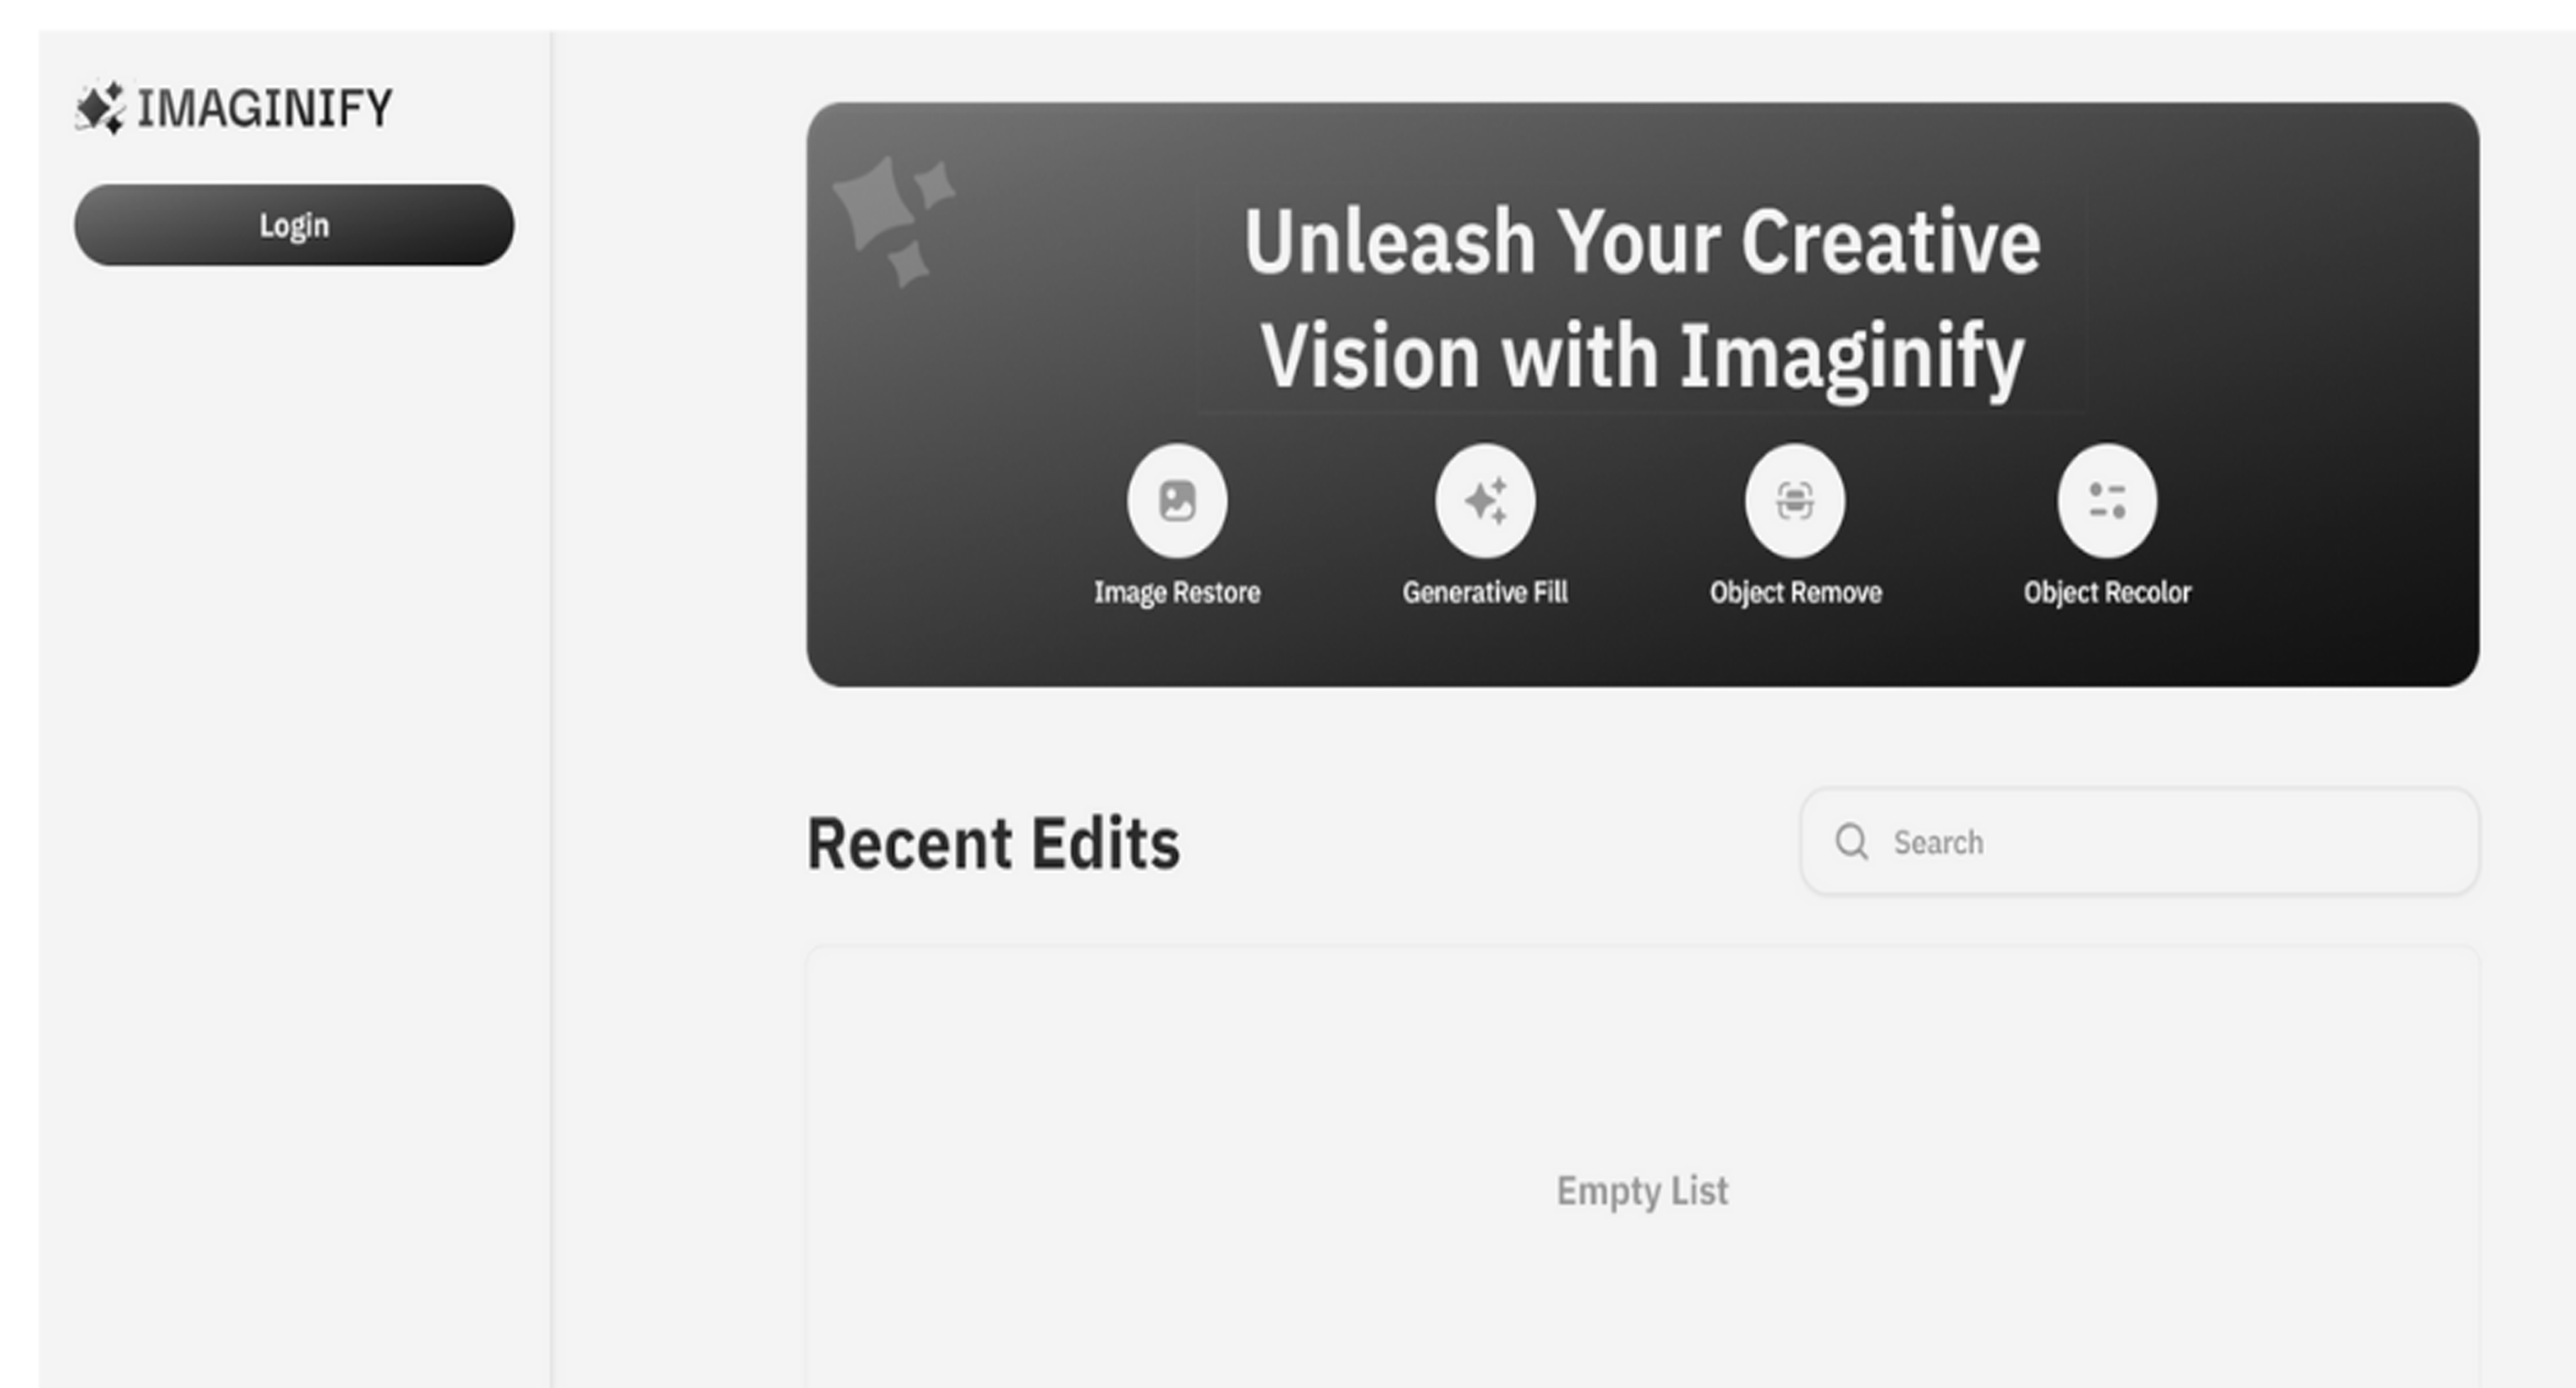 IMAGINIFY
Login
Unleash Your Creative
Vision with Imaginify
Image Restore
Generative Fill
Object Remove
Object Recolor
Recent Edits
Search
Empty List